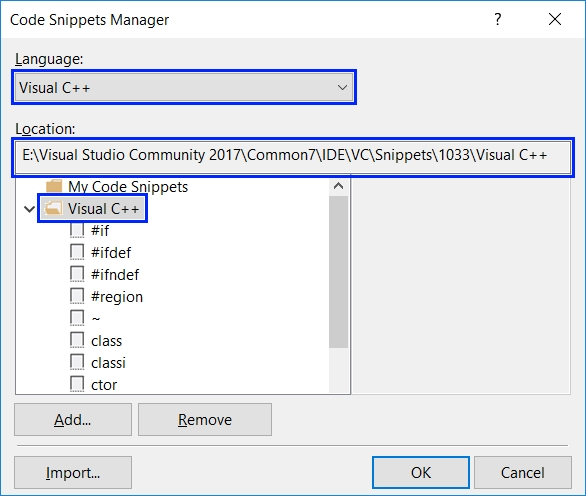 Code Snippets Manager
Language:
Visual C++
Location:
E:\Visual Studio Community 2017\Common7\IDE\VC\Snippets\1033\Visual C++
My Code Snippets
Visual C++
#if
#ifdef
#ifndef
#region
~
class
classi
ctor
Add... Remove
Import... OK Cancel